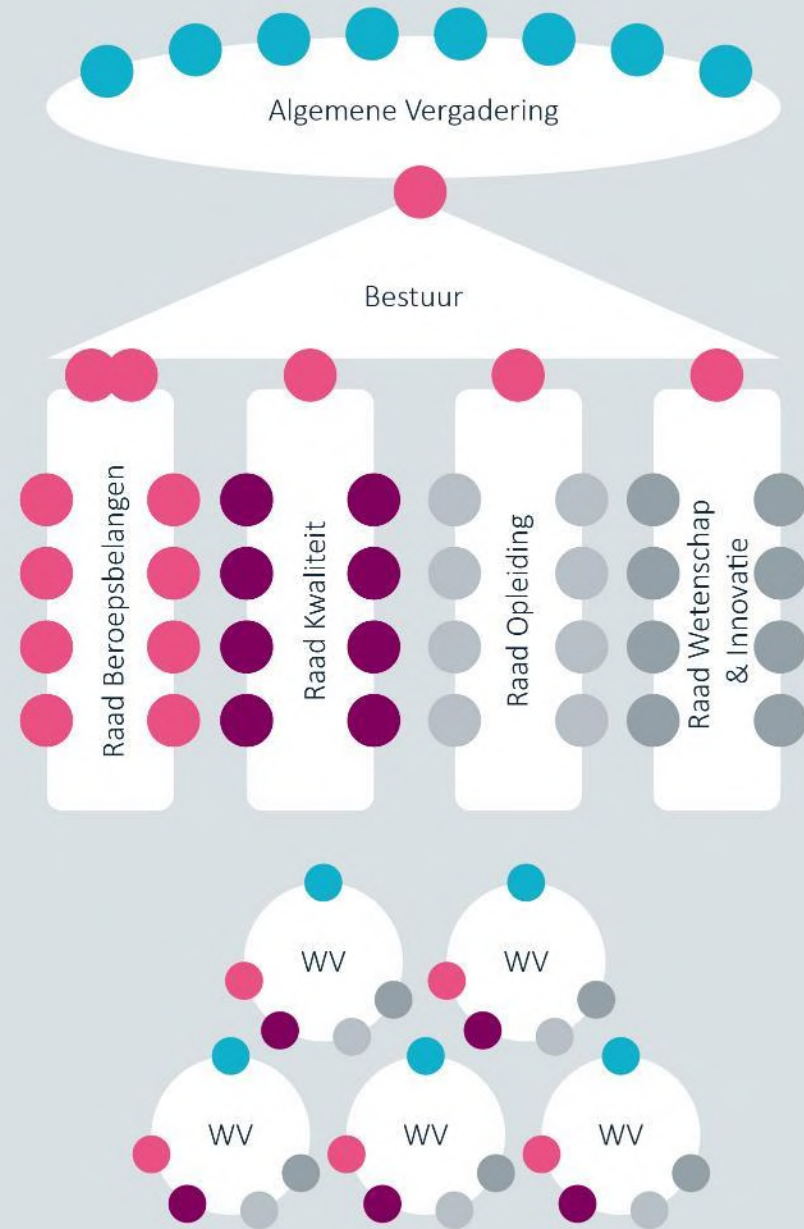 Algemene Vergadering
Bestuur
Raad Beroepsbelangen
Raad Kwaliteit
Raad Opleiding
Raad Wetenschap
& Innovatie
WV
WV
WV
WV
WV